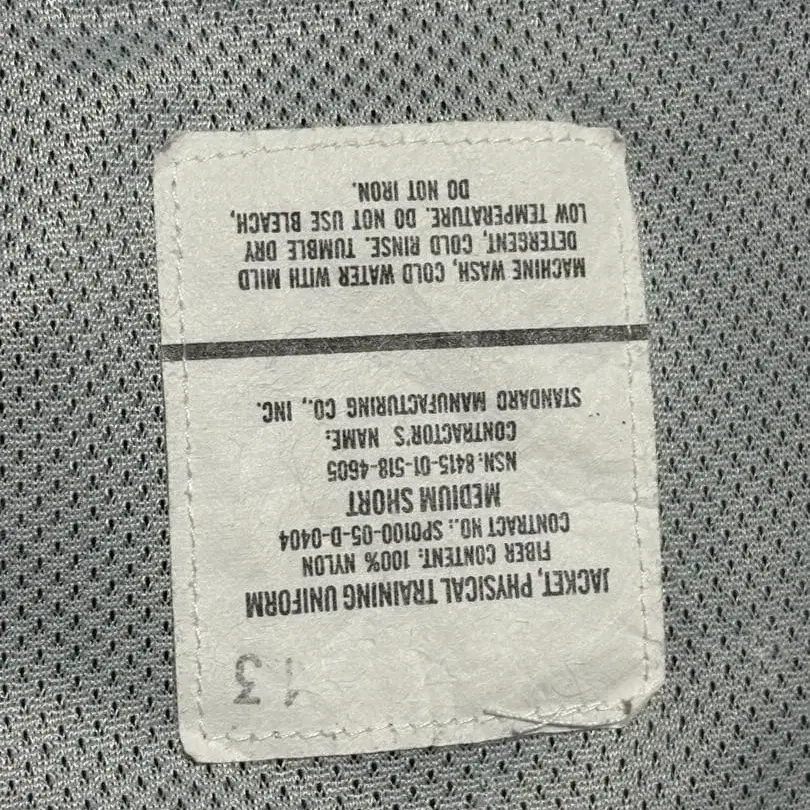 13
JACKET, PHYSICAL TRAINING UNIFORM
FIBER CONTENT. 100% NYLON
CONTRACT NO.: SPO100-05-D-0404
MEDIUM SHORT
NSN: 8415-01-518-4605
CONTRACTOR'S NAME:
STANDARD MANUFACTURING CO., INC.
MACHINE WASH, COLD WATER WITH MILD
DETERGENT, COLD RINSE. TUMBLE DRY
LOW TEMPERATURE. DO NOT USE BLEACH,
DO NOT IRON.